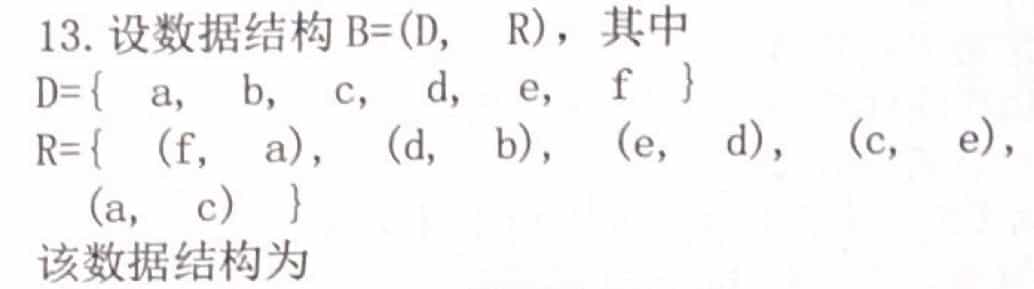 13. 设数据结构 B=(D, R), 其中
D={ a, b, c, d, e, f }
R={ (f, a), (d, b), (e, d), (c, e),
(a, c) }
该数据结构为